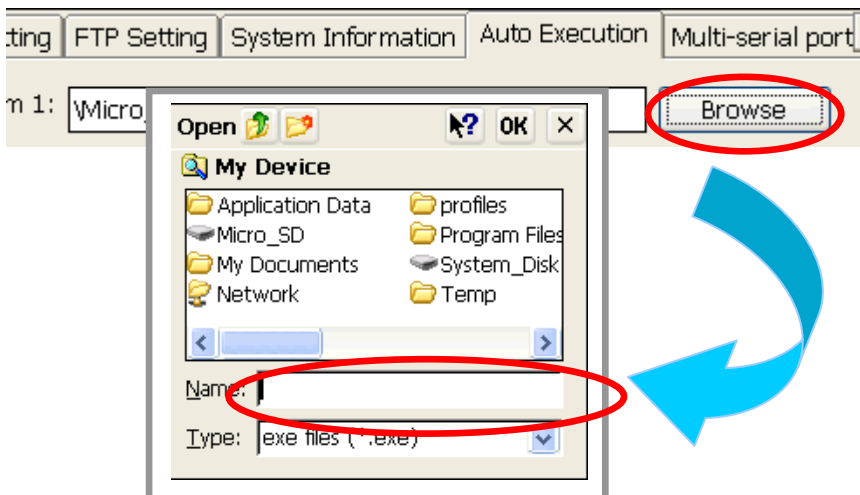 tting FTP Setting System Information Auto Execution Multi-serial port
m 1: \Micro_ Browse
Open ? OK ×
My Device
Application Data profiles
Micro_SD Program Files
My Documents System_Disk
Network Temp
Name:
Type: exe files (*.exe)